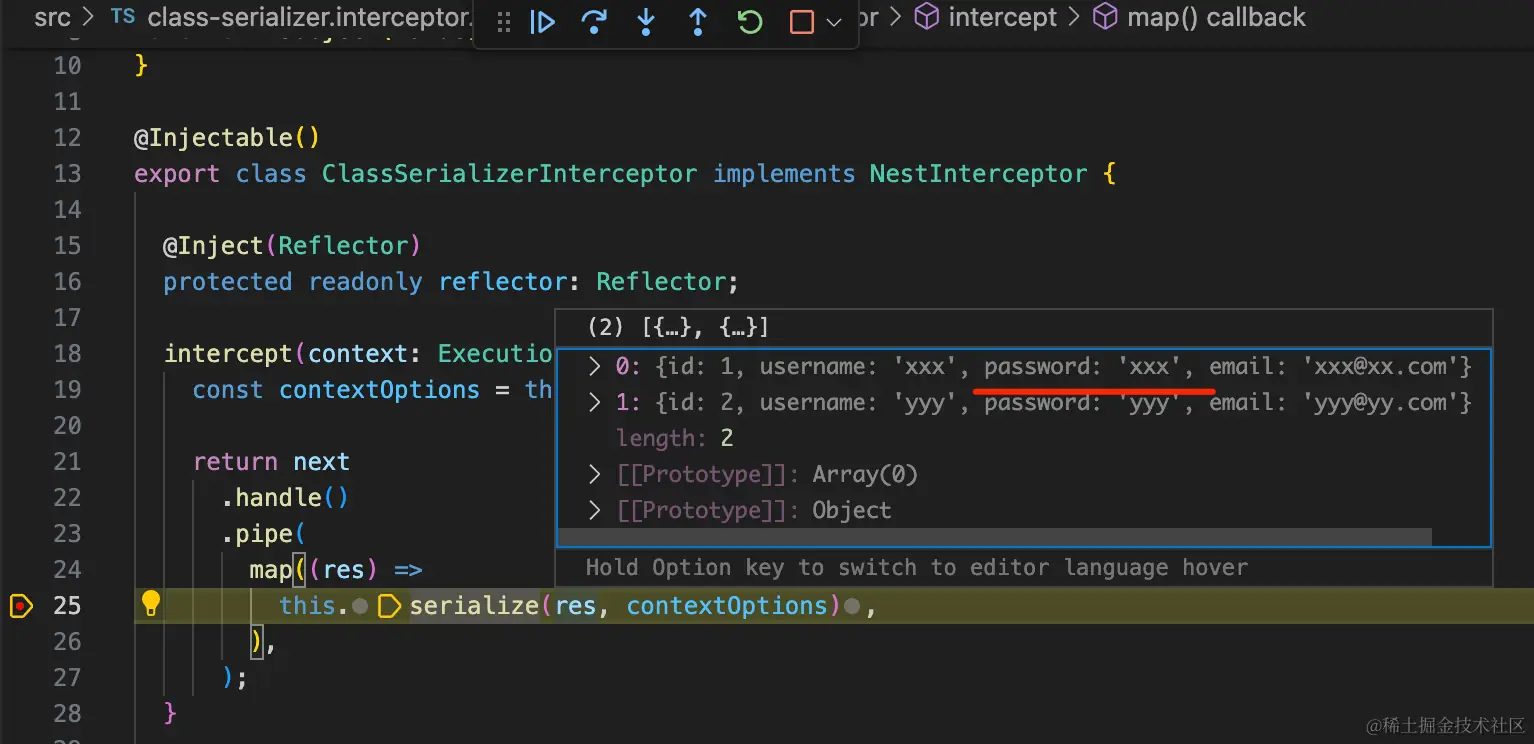 src > TS class-serializer.interceptor. or > intercept > map() callback
10 }
11
12 @Injectable()
13 export class ClassSerializerInterceptor implements NestInterceptor {
14
15 @Inject(Reflector)
16 protected readonly reflector: Reflector;
17
(2) [{…}, {…}]
18 intercept(context: Executio
0: {id: 1, username: 'xxx', password: 'xxx', email: 'xxx@xx.com'}
19 const contextOptions = th
1: {id: 2, username: 'yyy', password: 'yyy', email: 'yyy@yy.com'}
20
length: 2
21 return next
[[Prototype]]: Array(0)
22 .handle()
[[Prototype]]: Object
23 .pipe(
24 map((res) =>
Hold Option key to switch to editor language hover
25 this.serialize(res, contextOptions),
26 ),
27 );
28 }
@稀土掘金技术社区